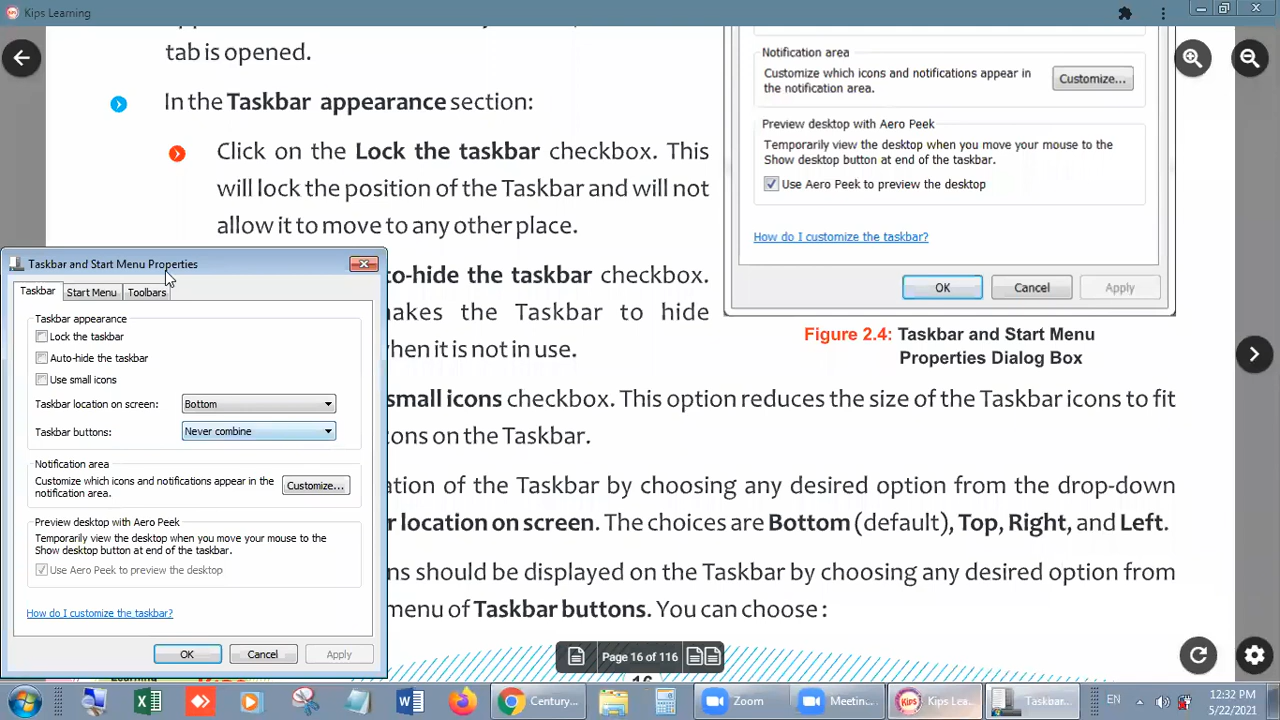 Kips Learning
tab is opened.
In the Taskbar appearance section:
Click on the Lock the taskbar checkbox. This
will lock the position of the Taskbar and will not
allow it to move to any other place.
to-hide the taskbar checkbox.
makes the Taskbar to hide
when it is not in use.
small icons checkbox. This option reduces the size of the Taskbar icons to fit
cons on the Taskbar.
ation of the Taskbar by choosing any desired option from the drop-down
r location on screen. The choices are Bottom (default), Top, Right, and Left.
ns should be displayed on the Taskbar by choosing any desired option from
menu of Taskbar buttons. You can choose :
Notification area
Customize which icons and notifications appear in
the notification area.
Customize...
Preview desktop with Aero Peek
Temporarily view the desktop when you move your mouse to the
Show desktop button at end of the taskbar.
Use Aero Peek to preview the desktop
How do I customize the taskbar?
OK
Cancel
Apply
Figure 2.4: Taskbar and Start Menu
Properties Dialog Box
Taskbar and Start Menu Properties
Taskbar
Start Menu
Toolbars
Taskbar appearance
Lock the taskbar
Auto-hide the taskbar
Use small icons
Taskbar location on screen:
Bottom
Taskbar buttons:
Never combine
Notification area
Customize which icons and notifications appear in the
notification area.
Customize...
Preview desktop with Aero Peek
Temporarily view the desktop when you move your mouse to the
Show desktop button at end of the taskbar.
Use Aero Peek to preview the desktop
How do I customize the taskbar?
OK
Cancel
Apply
Page 16 of 116
Century...
Zoom
Meetin...
Kips Lea...
Taskbar...
EN
12:32 PM
5/22/2021